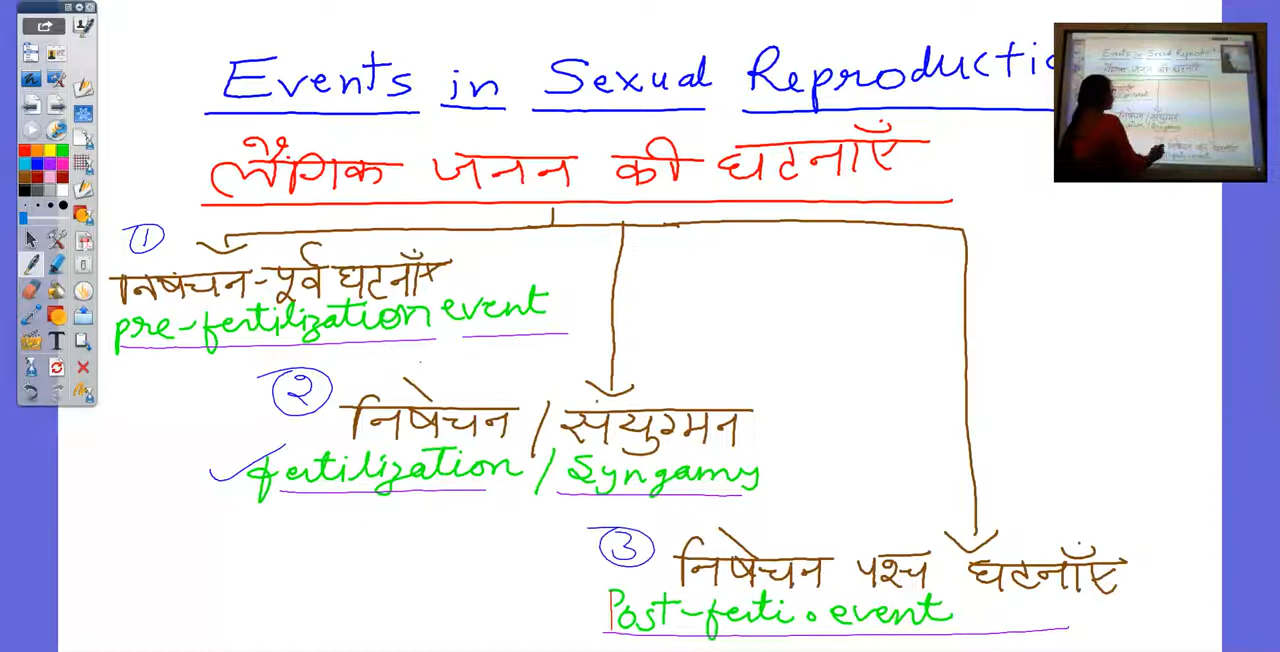 Events in Sexual Reproductio
लैंगिक जनन की घटनाएँ
①
निषेचन-पूर्व घटनाएँ
pre-fertilization event
②
निषेचन / संयुग्मन
fertilization / Syngamy
③
निषेचन पश्च घटनाएँ
Post-ferti. event